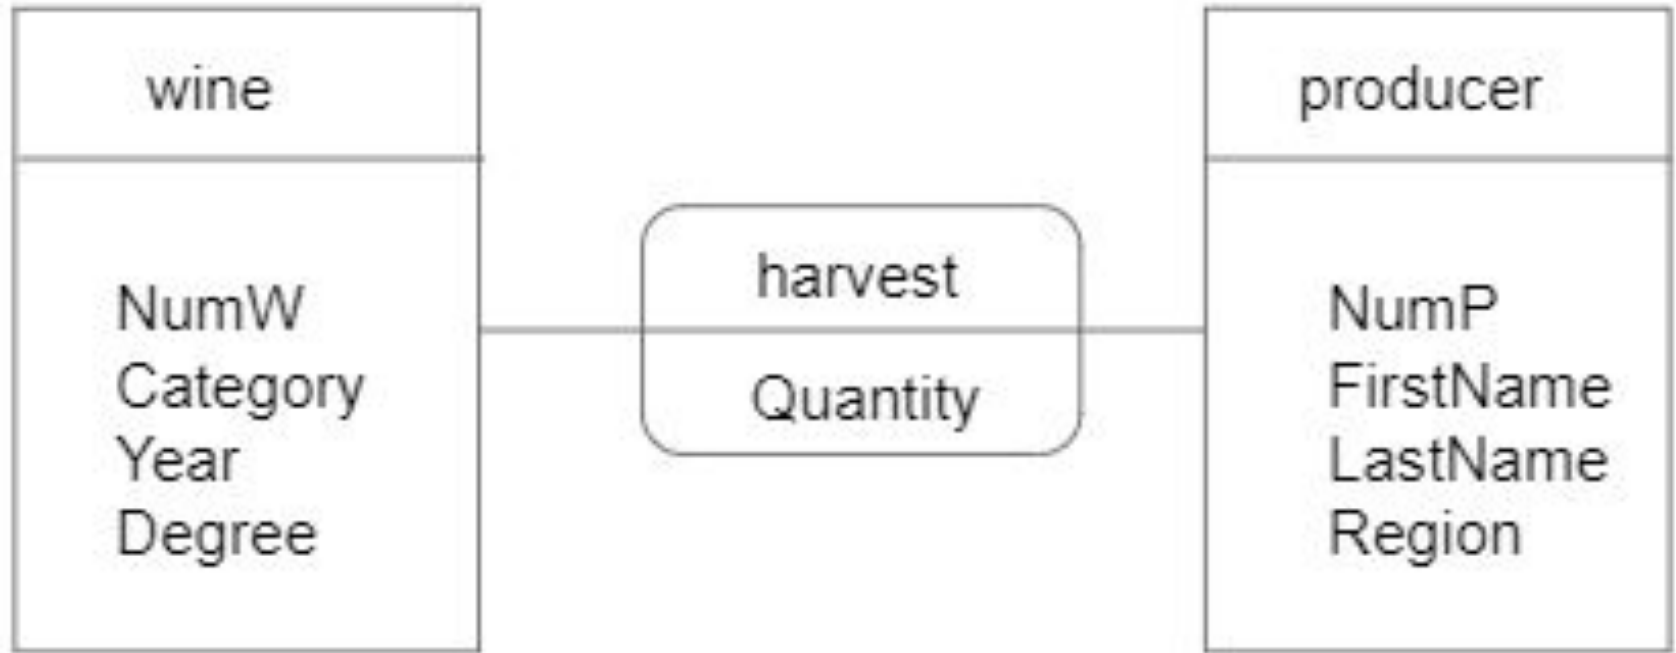 wine
NumW
Category
Year
Degree
harvest
Quantity
producer
NumP
FirstName
LastName
Region